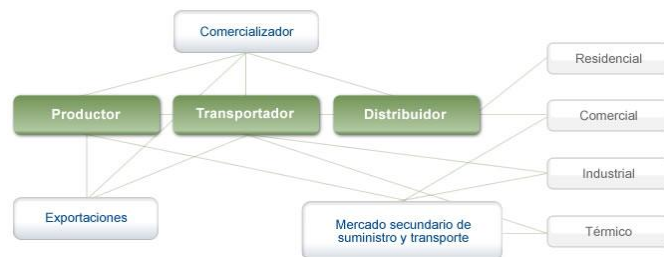 Comercializador
Residencial
Productor
Transportador
Distribuidor
Comercial
Industrial
Exportaciones
Mercado secundario de
suministro y transporte
Térmico